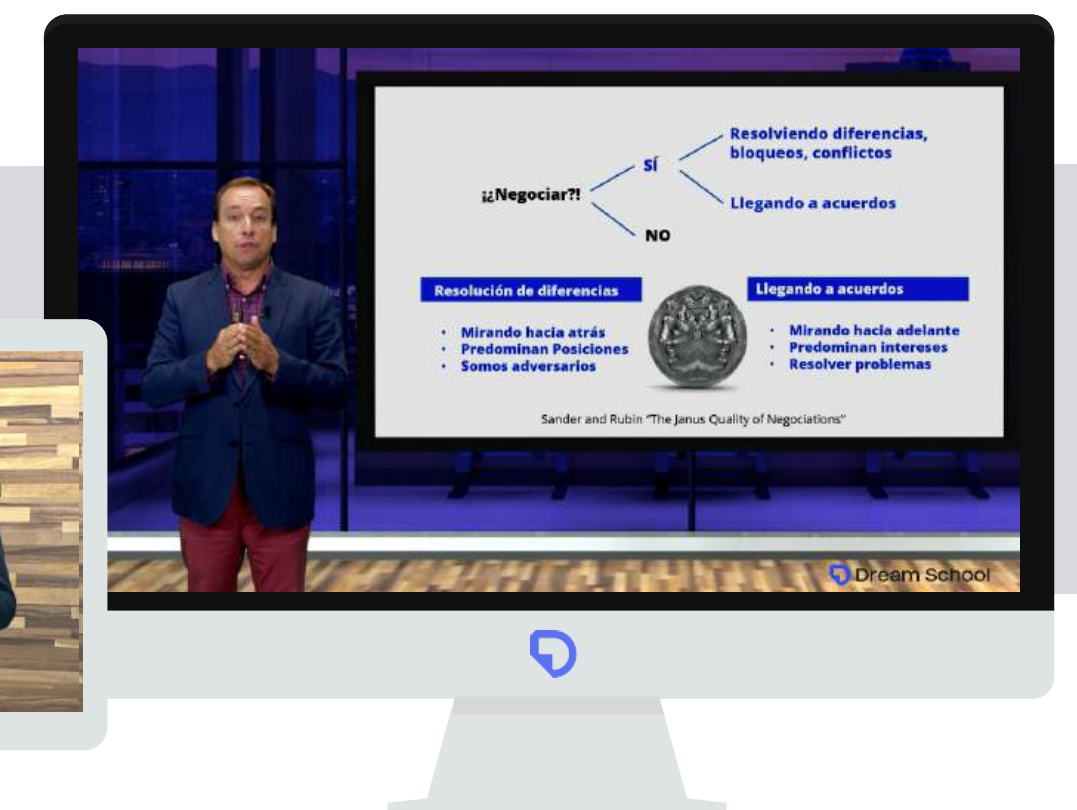 Resolviendo diferencias,
bloqueos, conflictos
SÍ
¡¿Negociar?!
Llegando a acuerdos
NO
Resolución de diferencias
• Mirando hacia atrás
• Predominan Posiciones
• Somos adversarios
Llegando a acuerdos
• Mirando hacia adelante
• Predominan intereses
• Resolver problemas
Sander and Rubin "The Janus Quality of Negociations"
Dream School